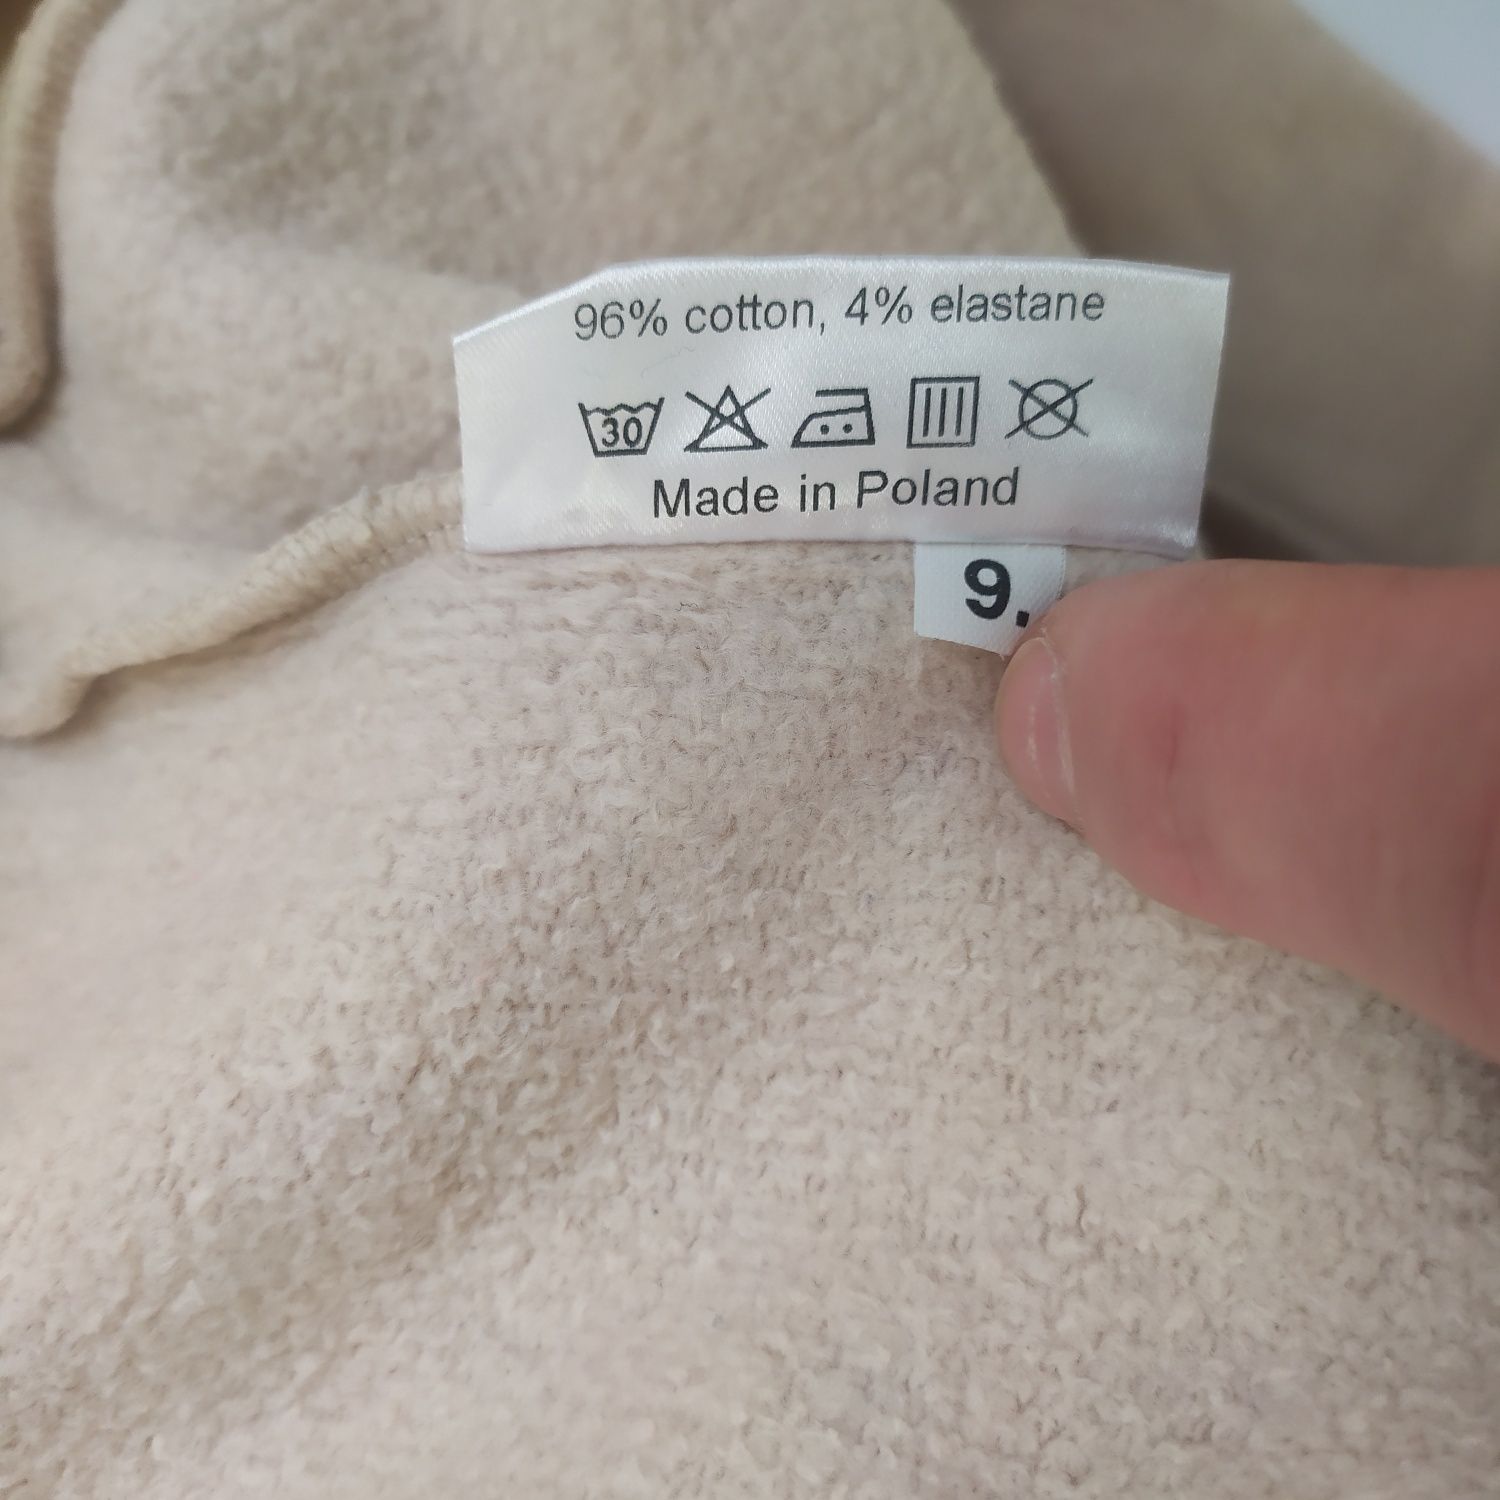 96% cotton, 4% elastane
30
Made in Poland
9.